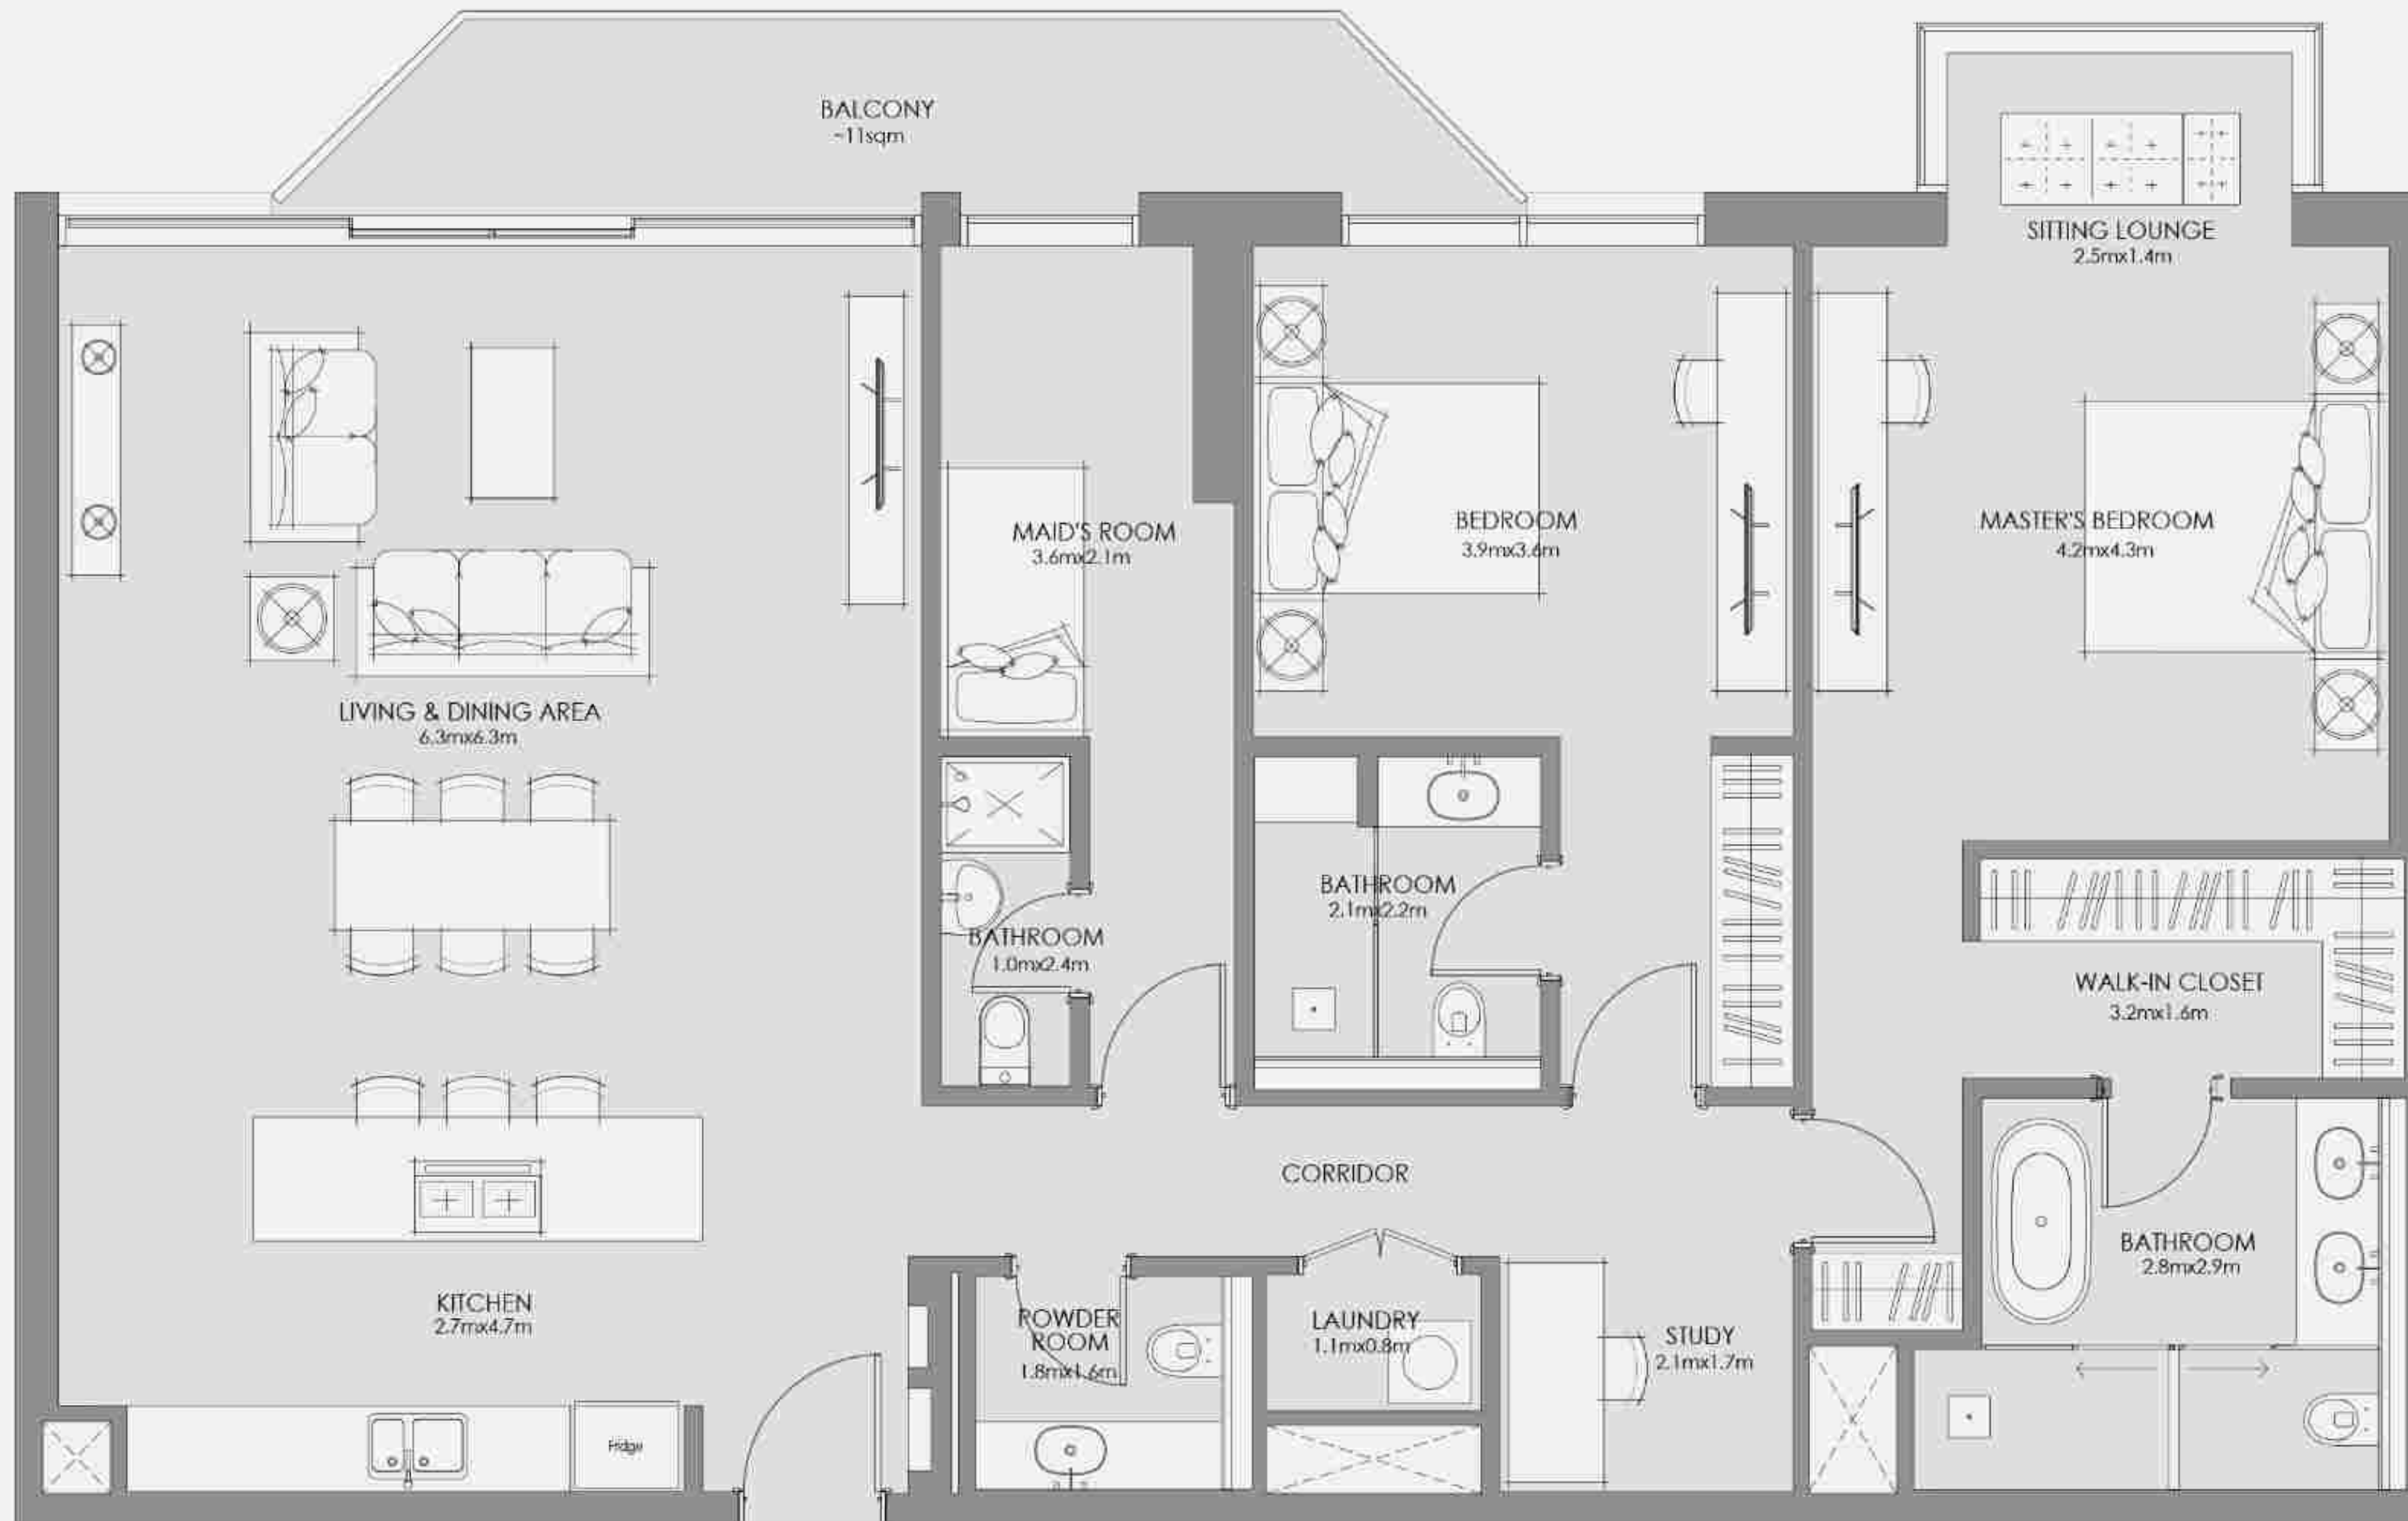 BALCONY
~11sqm
SITTING LOUNGE
2.5mx1.4m
MAID'S ROOM
3.6mx2.1m
BEDROOM
3.9mx3.6m
MASTER'S BEDROOM
4.2mx4.3m
LIVING & DINING AREA
6.3mx6.3m
BATHROOM
2.1mx2.2m
BATHROOM
1.0mx2.4m
WALK-IN CLOSET
3.2mx1.6m
CORRIDOR
BATHROOM
2.8mx2.9m
KITCHEN
2.7mx4.7m
POWDER
ROOM
1.8mx1.6m
LAUNDRY
1.1mx0.8m
STUDY
2.1mx1.7m
Fridge